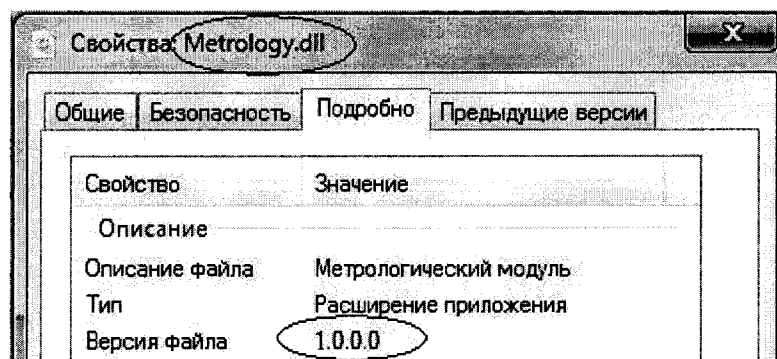 Свойства: Metrology.dll
Общие Безопасность Подробно Предыдущие версии
Свойство Значение
Описание
Описание файла Метрологический модуль
Тип Расширение приложения
Версия файла 1.0.0.0